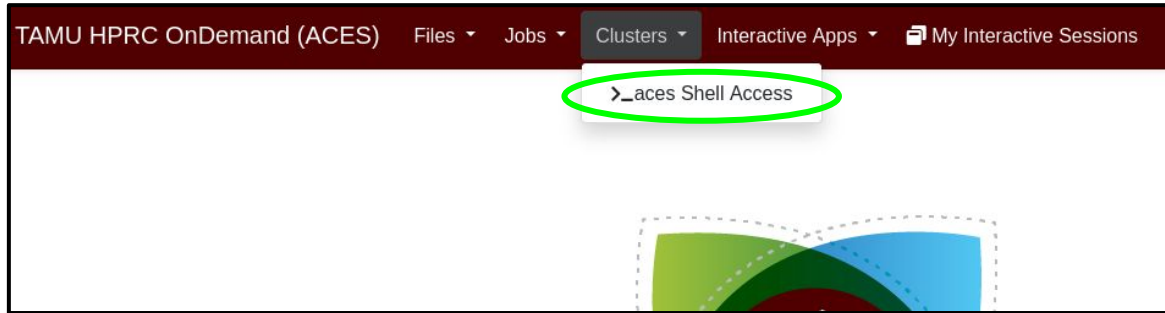 TAMU HPRC OnDemand (ACES) Files Jobs Clusters Interactive Apps My Interactive Sessions
>_aces Shell Access